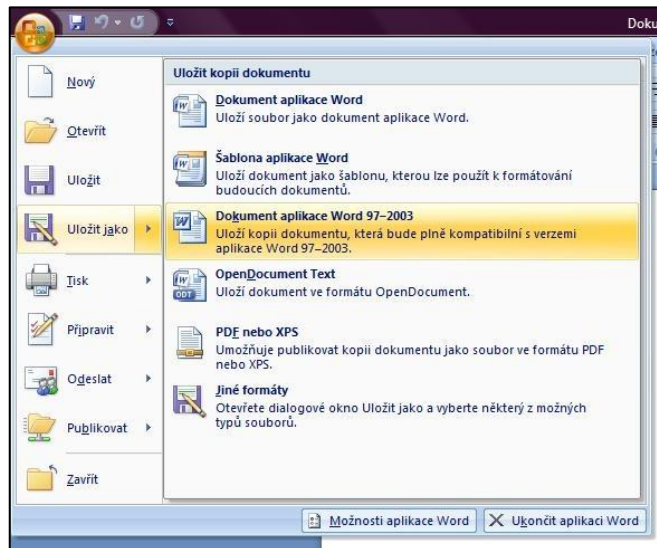 Doku
Nový
Otevřít
Uložit
Uložit jako
Tisk
Připravit
Odeslat
Publikovat
Zavřít
Uložit kopii dokumentu
Dokument aplikace Word
Uloží soubor jako dokument aplikace Word.
Šablona aplikace Word
Uloží dokument jako šablonu, kterou lze použít k formátování
budoucích dokumentů.
Dokument aplikace Word 97–2003
Uloží kopii dokumentu, která bude plně kompatibilní s verzemi
aplikace Word 97–2003.
OpenDocument Text
Uloží dokument ve formátu OpenDocument.
PDF nebo XPS
Umožňuje publikovat kopii dokumentu jako soubor ve formátu PDF
nebo XPS.
Jiné formáty
Otevřete dialogové okno Uložit jako a vyberte některý z možných
typů souborů.
Možnosti aplikace Word
Ukončit aplikaci Word